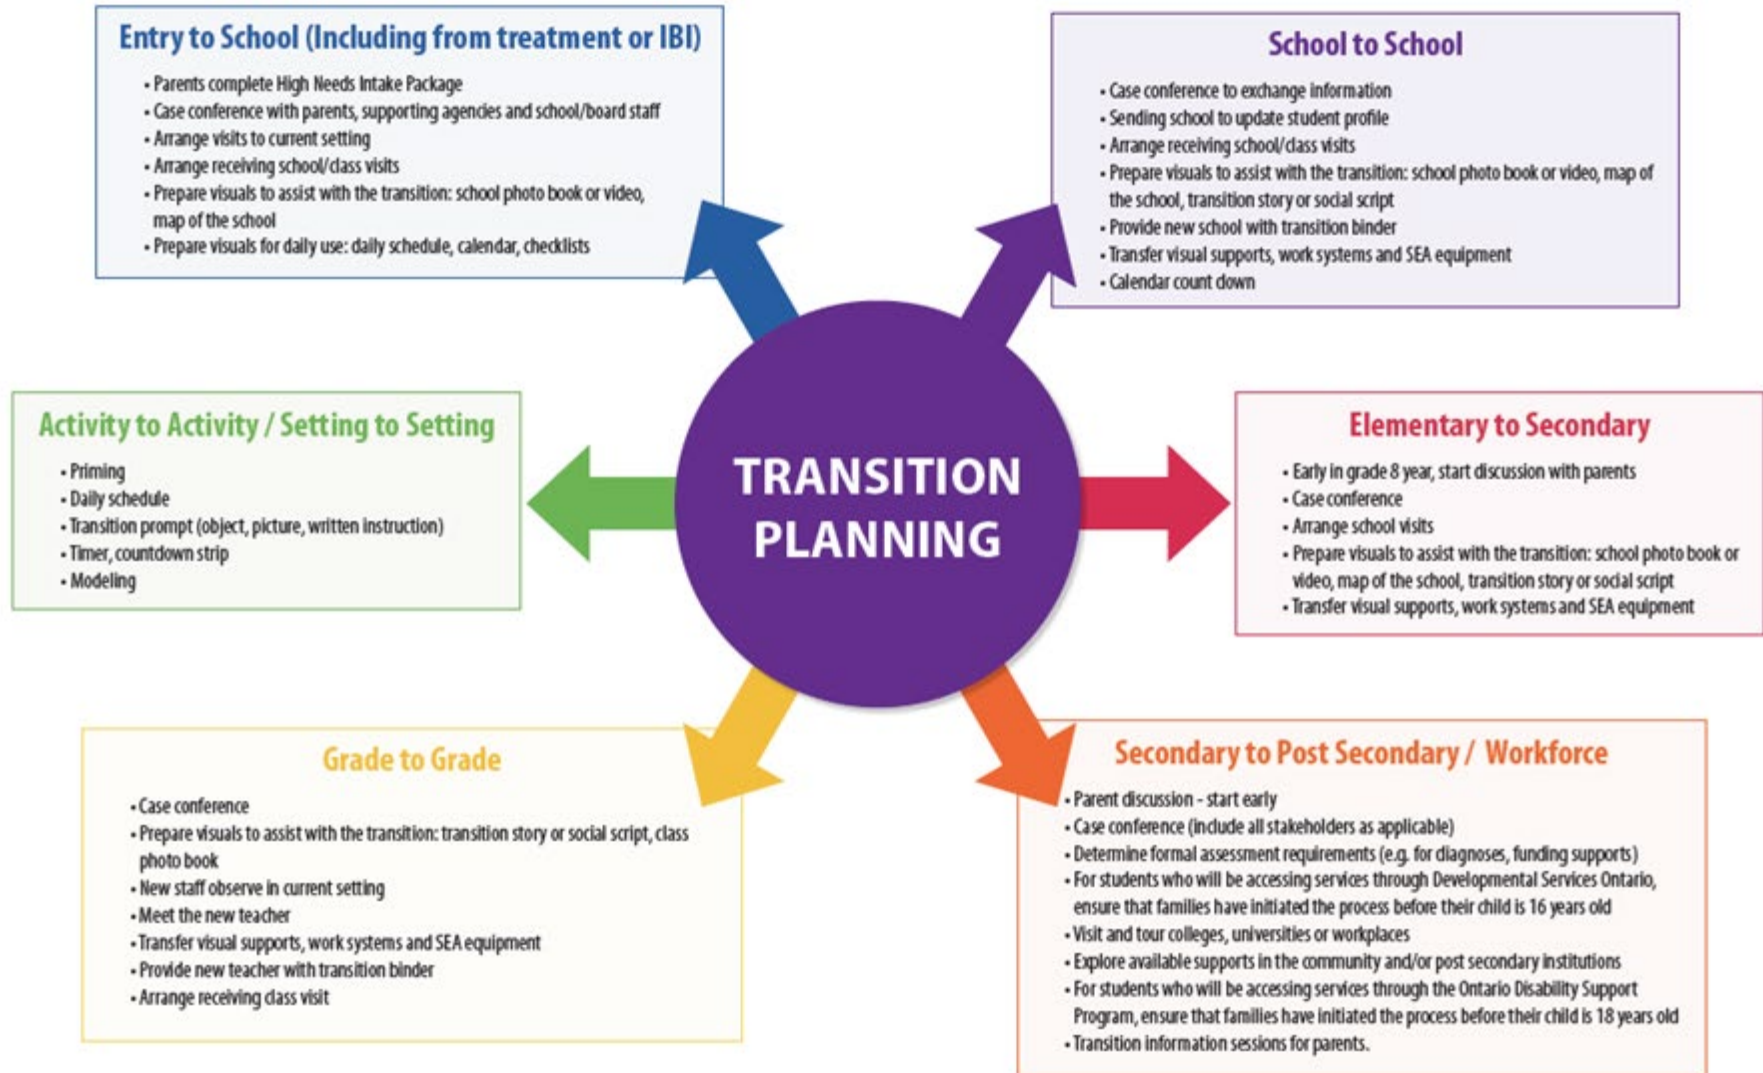 Entry to School (Including from treatment or IBI)
• Parents complete High Needs Intake Package
• Case conference with parents, supporting agencies and school/board staff
• Arrange visits to current setting
• Arrange receiving school/class visits
• Prepare visuals to assist with the transition: school photo book or video,
map of the school
• Prepare visuals for daily use: daily schedule, calendar, checklists
School to School
• Case conference to exchange information
• Sending school to update student profile
• Arrange receiving school/class visits
• Prepare visuals to assist with the transition: school photo book or video, map of
the school, transition story or social script
• Provide new school with transition binder
• Transfer visual supports, work systems and SEA equipment
• Calendar count down
Activity to Activity / Setting to Setting
• Priming
• Daily schedule
• Transition prompt (object, picture, written instruction)
• Timer, countdown strip
• Modeling
TRANSITION
PLANNING
Elementary to Secondary
• Early in grade 8 year, start discussion with parents
• Case conference
• Arrange school visits
• Prepare visuals to assist with the transition: school photo book or
video, map of the school, transition story or social script
• Transfer visual supports, work systems and SEA equipment
Grade to Grade
• Case conference
• Prepare visuals to assist with the transition: transition story or social script, class
photo book
• New staff observe in current setting
• Meet the new teacher
• Transfer visual supports, work systems and SEA equipment
• Provide new teacher with transition binder
• Arrange receiving class visit
Secondary to Post Secondary / Workforce
• Parent discussion - start early
• Case conference (include all stakeholders as applicable)
• Determine formal assessment requirements (e.g. for diagnoses, funding supports)
• For students who will be accessing services through Developmental Services Ontario,
ensure that families have initiated the process before their child is 16 years old
• Visit and tour colleges, universities or workplaces
• Explore available supports in the community and/or post secondary institutions
• For students who will be accessing services through the Ontario Disability Support
Program, ensure that families have initiated the process before their child is 18 years old
• Transition information sessions for parents.